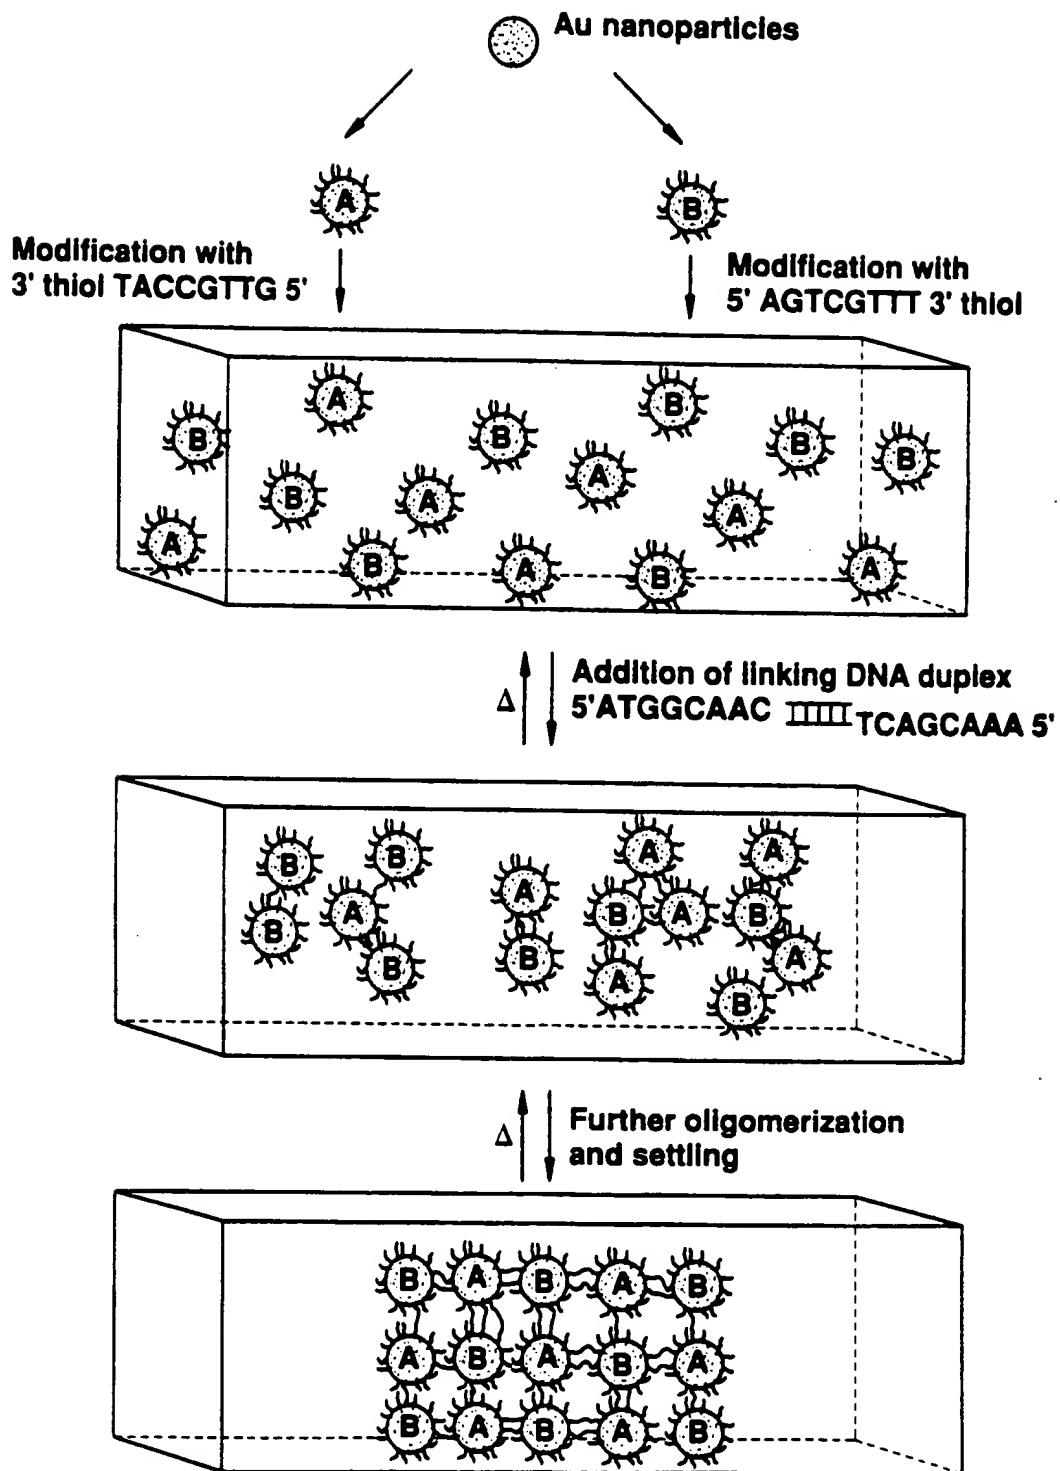 Au nanoparticles
A
B
Modification with
3' thiol TACCGTTG 5'
Modification with
5' AGTCGTTT 3' thiol
A
B
B
B
B
B
B
A
A
A
A
B
A
B
A
Δ
Addition of linking DNA duplex
5'ATGGCAAC
TCAGCAAA 5'
B
B
A
A
A
B
A
B
A
B
B
B
A
A
B
Δ
Further oligomerization
and settling
B A B A B
A B A B A
B A B A B